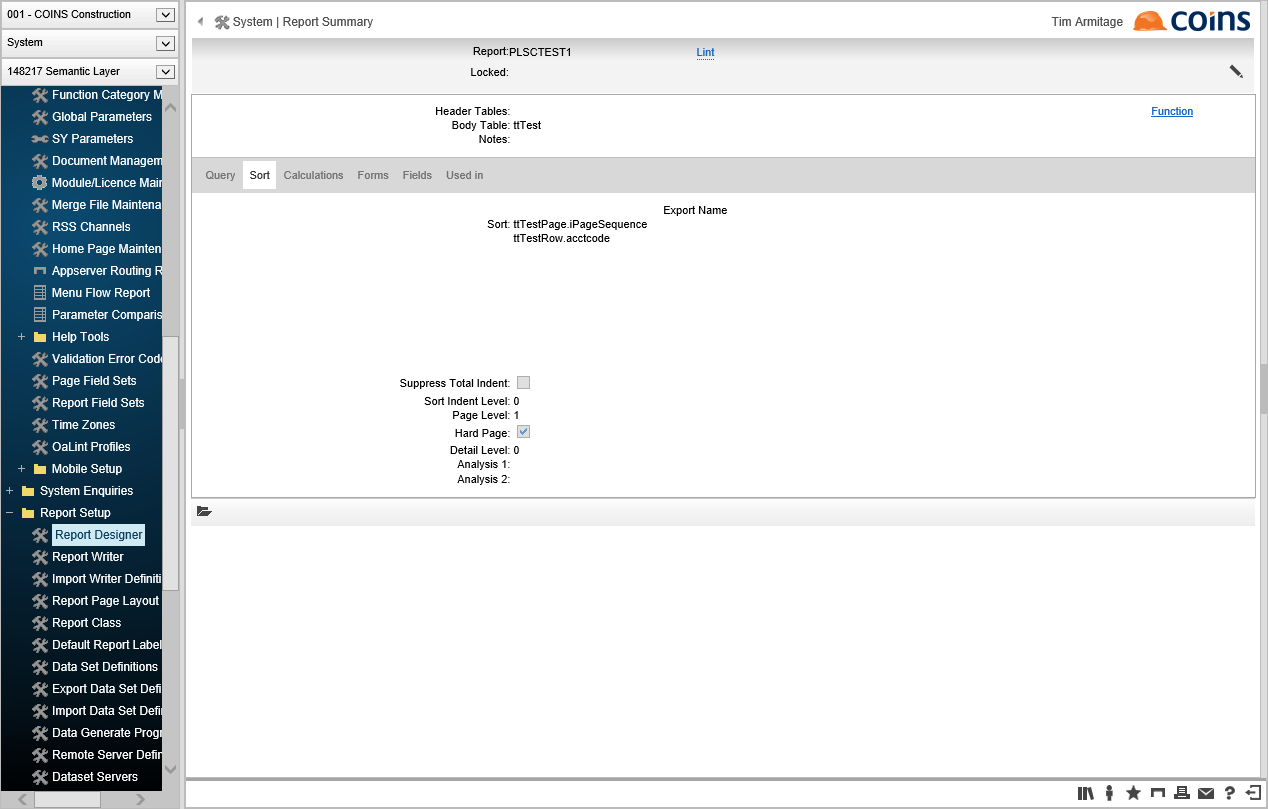 001 - COINS Construction
System
148217 Semantic Layer
Function Category M
Global Parameters
SY Parameters
Document Managem
Module/Licence Main
Merge File Maintena
RSS Channels
Home Page Mainten
Appserver Routing R
Menu Flow Report
Parameter Comparis
Help Tools
Validation Error Code
Page Field Sets
Report Field Sets
Time Zones
OaLint Profiles
Mobile Setup
System Enquiries
Report Setup
Report Designer
Report Writer
Import Writer Definiti
Report Page Layout
Report Class
Default Report Label
Data Set Definitions
Export Data Set Defi
Import Data Set Defin
Data Generate Progr
Remote Server Defin
Dataset Servers
System | Report Summary
Tim Armitage
coins
Report: PLSCTEST1 Lint
Locked:
Header Tables: Function
Body Table: ttTest
Notes:
Query Sort Calculations Forms Fields Used in
Export Name
Sort: ttTestPage.iPageSequence
ttTestRow.acctcode
Suppress Total Indent:
Sort Indent Level: 0
Page Level: 1
Hard Page:
Detail Level: 0
Analysis 1:
Analysis 2: